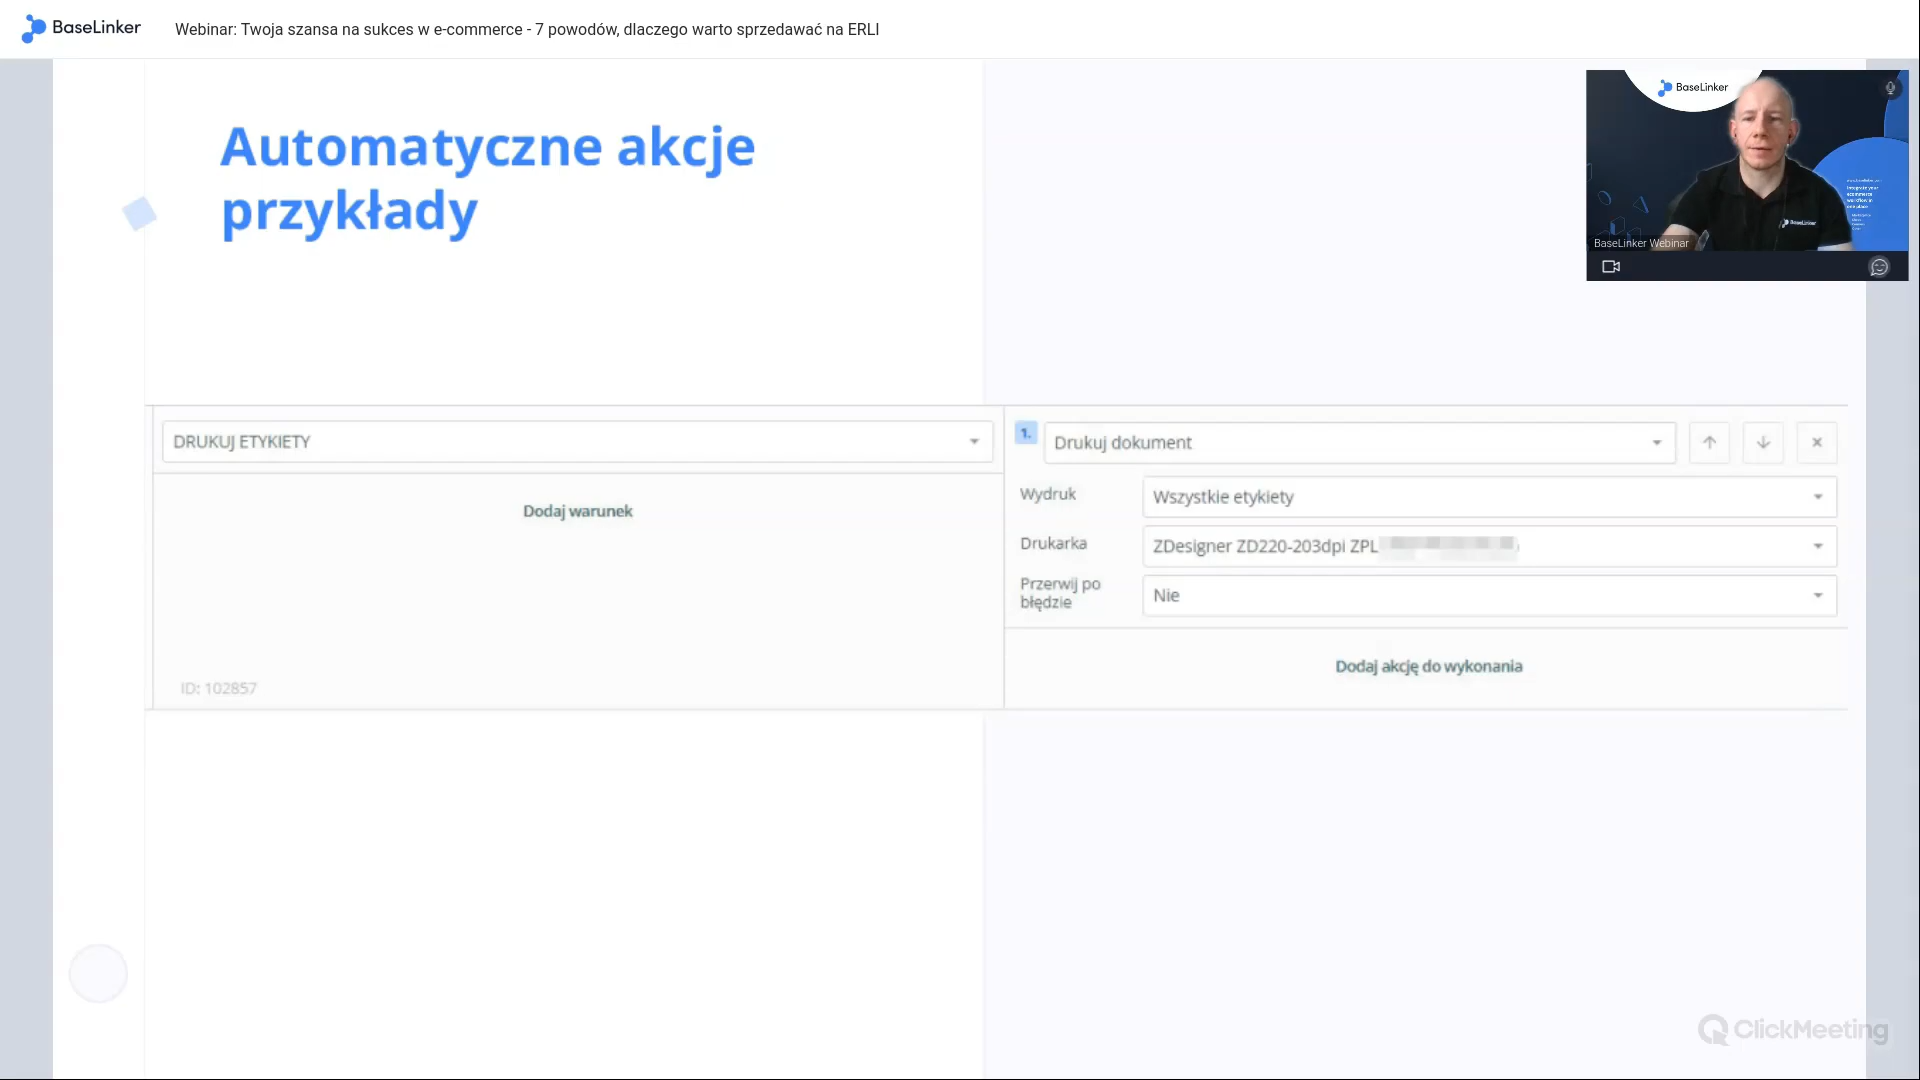 BaseLinker
Webinar: Twoja szansa na sukces w e-commerce - 7 powodów, dlaczego warto sprzedawać na ERLI
BaseLinker
BaseLinker
BaseLinker Webinar
Automatyczne akcje
przykłady
DRUKUJ ETYKIETY
Dodaj warunek
ID: 102857
1.
Drukuj dokument
Wydruk
Wszystkie etykiety
Drukarka
ZDesigner ZD220-203dpi ZPL
Przerwij po
błędzie
Nie
Dodaj akcję do wykonania
ClickMeeting